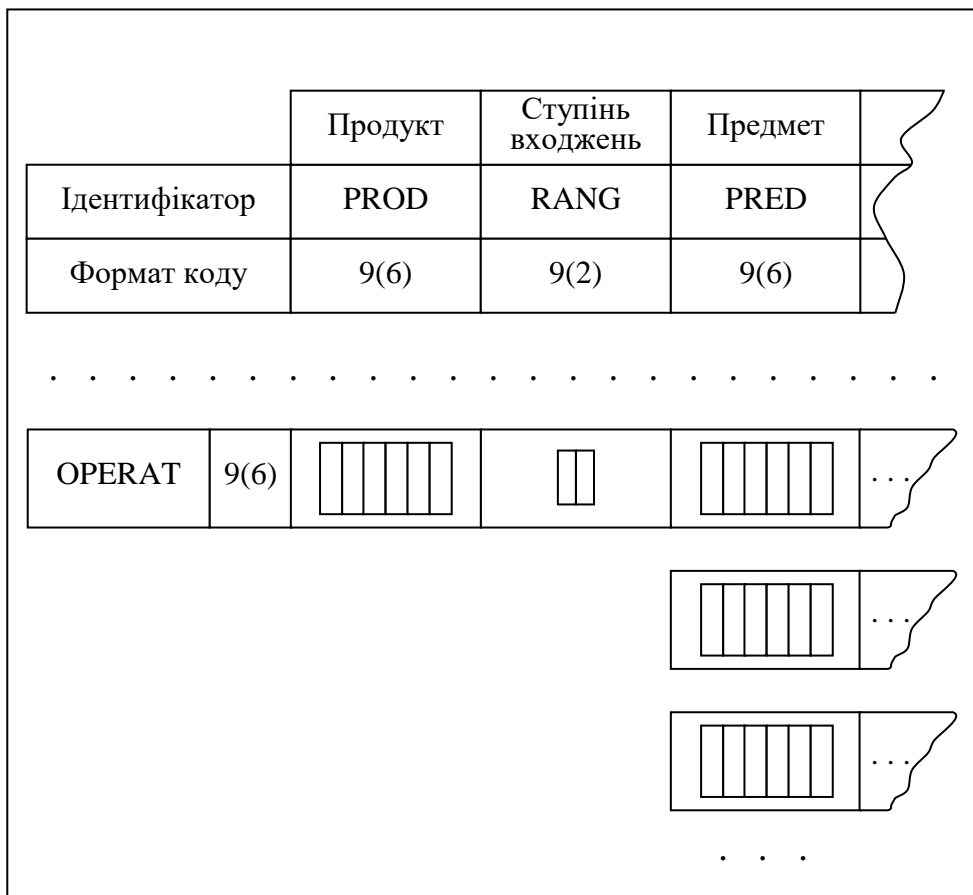 Продукт Ступінь входжень Предмет
Ідентифікатор PROD RANG PRED
Формат коду 9(6) 9(2) 9(6)
. . . . . . . . . . . . . . . . . . . . . . .
OPERAT 9(6) . . .
. . .
. . .
. . .